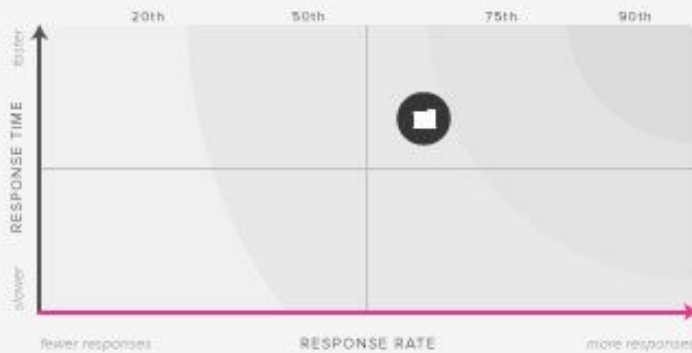 20th 50th 75th 90th
faster
RESPONSE TIME
slower
fewer responses RESPONSE RATE more responses